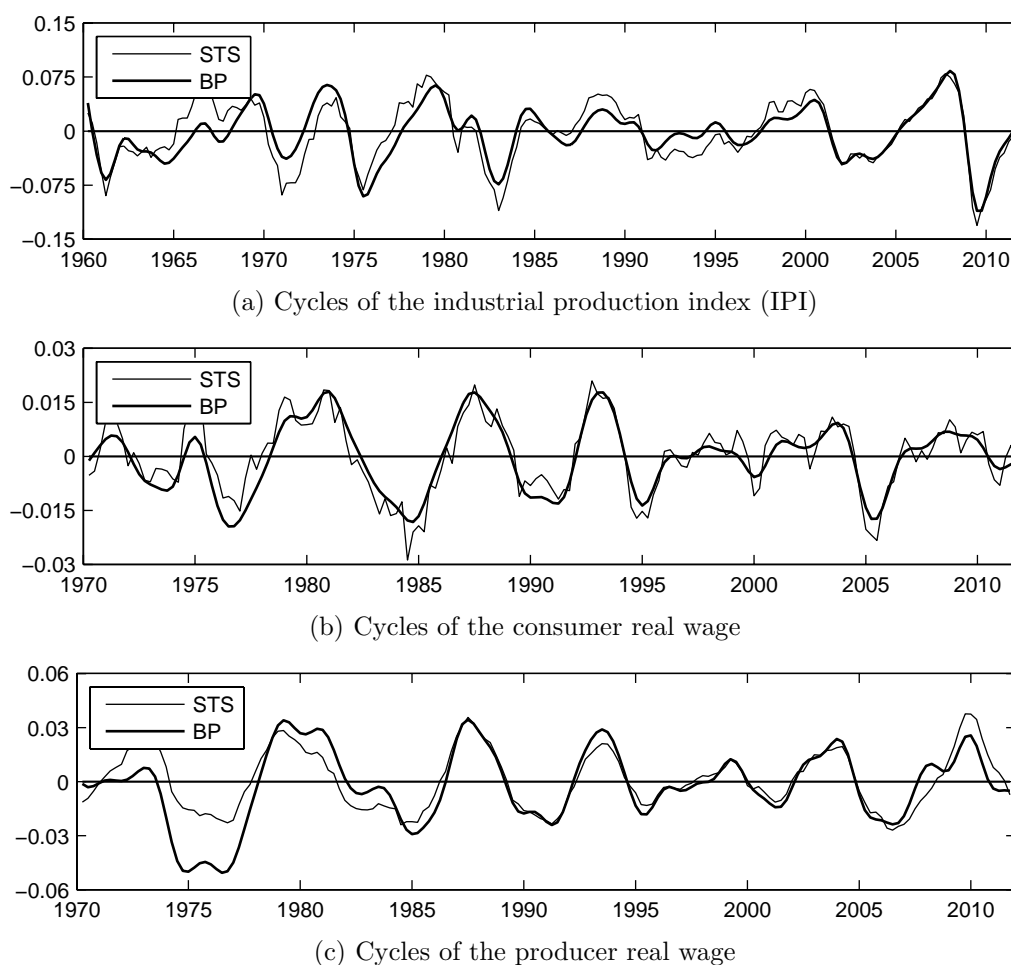 0.15
0.075
0
−0.075
−0.15
STS
BP
1960 1965 1970 1975 1980 1985 1990 1995 2000 2005 2010
(a) Cycles of the industrial production index (IPI)
0.03
0.015
0
−0.015
−0.03
STS
BP
1970 1975 1980 1985 1990 1995 2000 2005 2010
(b) Cycles of the consumer real wage
0.06
0.03
0
−0.03
−0.06
STS
BP
1970 1975 1980 1985 1990 1995 2000 2005 2010
(c) Cycles of the producer real wage